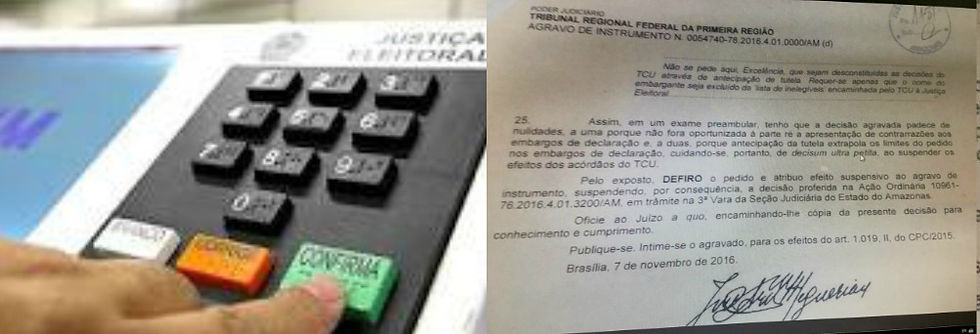 JUSTIÇA
ELEITORAL
1
2
3
4
5
6
7
8
9
0
BRANCO
CORRIGE
CONFIRMA
PODER JUDICIÁRIO
TRIBUNAL REGIONAL FEDERAL DA PRIMEIRA REGIÃO
AGRAVO DE INSTRUMENTO N. 0054740-78.2016.4.01.0000/AM (d)
Não se pede aqui, Excelência, que sejam desconstituídas as decisões do
TCU através de antecipação de tutela. Requer-se apenas que o nome do
embargante seja excluído da lista de inelegíveis encaminhada pelo TCU à Justiça
Eleitoral
25. Assim, em um exame preambular, tenho que a decisão agravada padece de
nulidades, a uma porque não fora oportunizada à parte ré a apresentação de contrarrazões aos
embargos de declaração e, a duas, porque antecipação da tutela extrapola os limites do pedido
nos embargos de declaração, cuidando-se, portanto, de decisum ultra petita, ao suspender os
efeitos dos acórdãos do TCU.
Pelo exposto, DEFIRO o pedido e atribuo efeito suspensivo ao agravo de
instrumento, suspendendo, por consequência, a decisão proferida na Ação Ordinária 10961-
76.2016.4.01.3200/AM, em trâmite na 3ª Vara da Seção Judiciária do Estado do Amazonas.
Oficie ao Juízo a quo, encaminhando-lhe cópia da presente decisão para
conhecimento e cumprimento.
Publique-se. Intime-se o agravado, para os efeitos do art. 1.019, II, do CPC/2015.
Brasília, 7 de novembro de 2016.